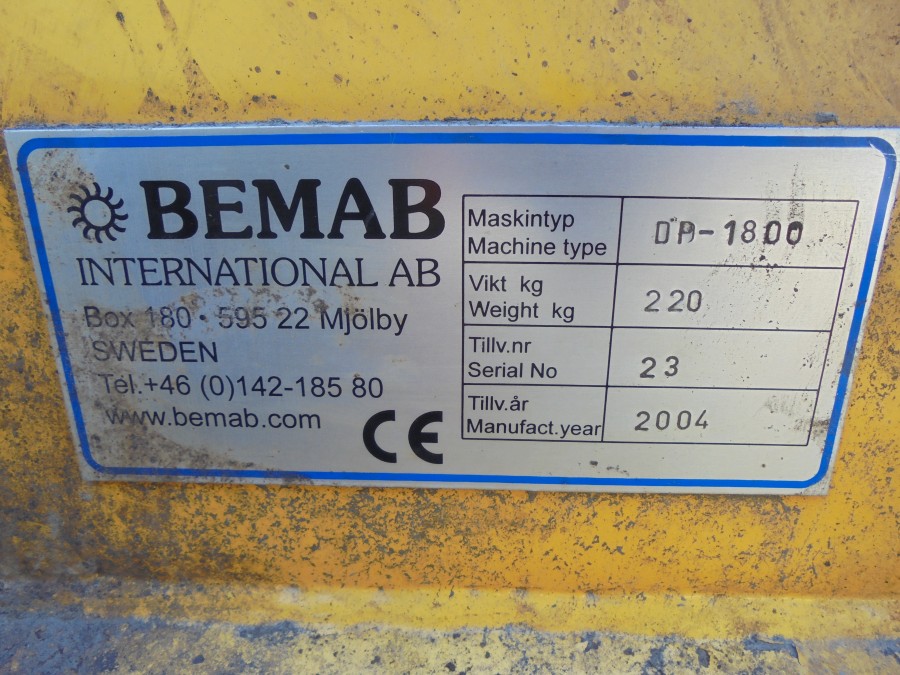 BEMAB
INTERNATIONAL AB
Box 180 · 595 22 Mjölby
SWEDEN
Tel.+46 (0)142-185 80
www.bemab.com
CE
Maskintyp
Machine type
DP-1800
Vikt kg
Weight kg
220
Tillv.nr
Serial No
23
Tillv.år
Manufact.year
2004